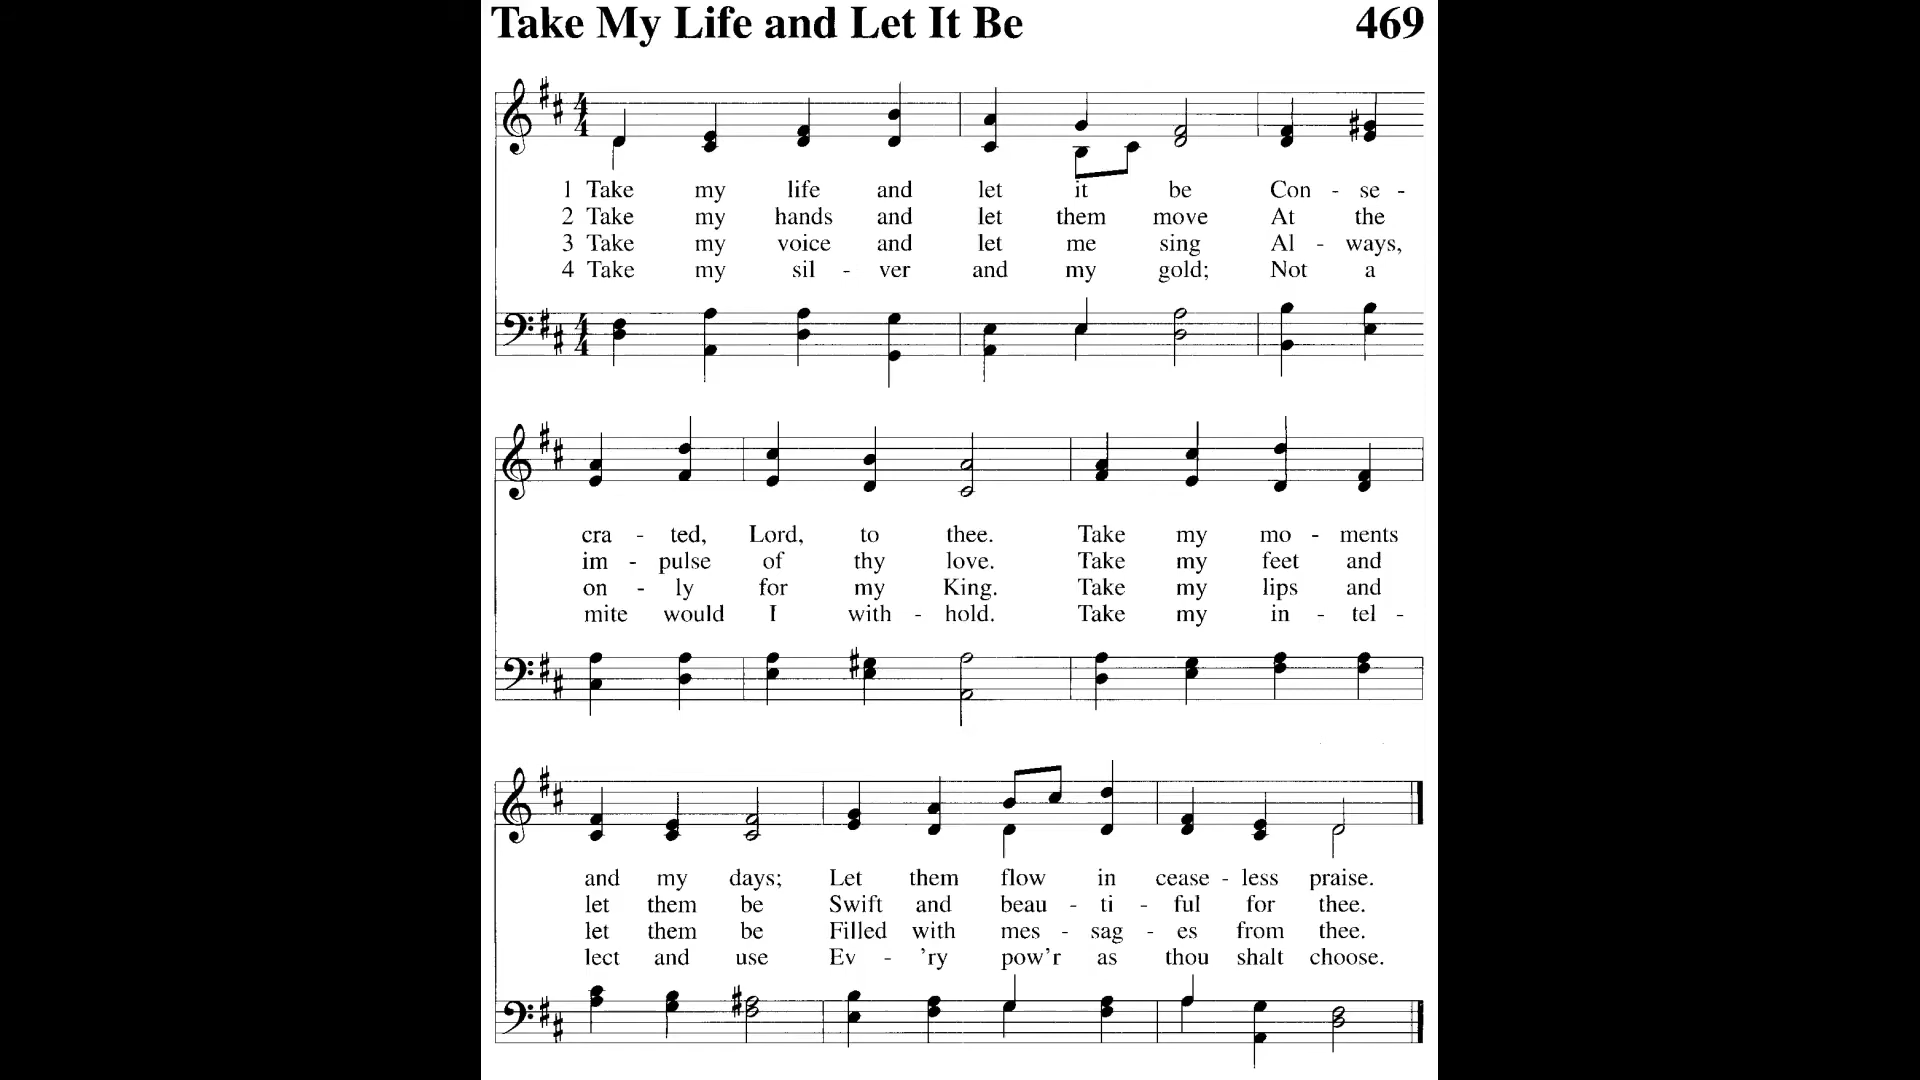 Take My Life and Let It Be 469
1 Take my life and let it be Con - se -
2 Take my hands and let them move At the
3 Take my voice and let me sing Al - ways,
4 Take my sil - ver and my gold; Not a
cra - ted, Lord, to thee. Take my mo - ments
im - pulse of thy love. Take my feet and
on - ly for my King. Take my lips and
mite would I with - hold. Take my in - tel -
and my days; Let them flow in cease - less praise.
let them be Swift and beau - ti - ful for thee.
let them be Filled with mes - sag - es from thee.
lect and use Ev - 'ry pow'r as thou shalt choose.